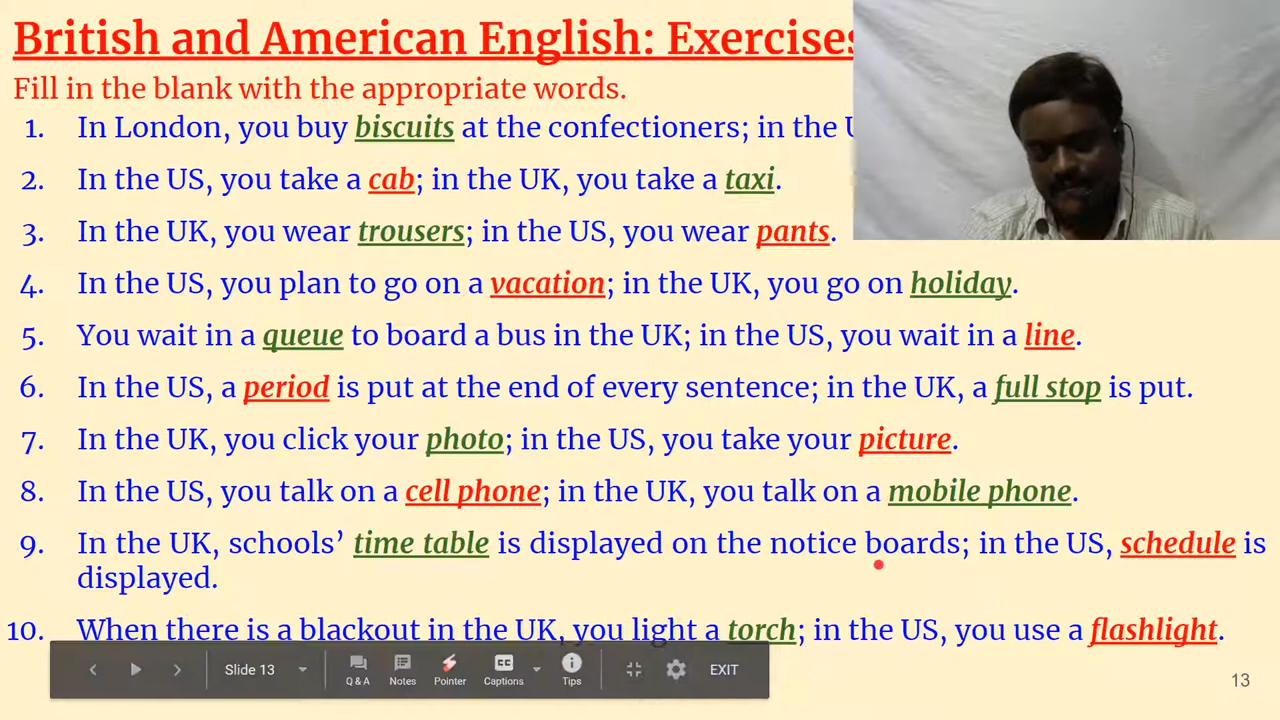 British and American English: Exercises
Fill in the blank with the appropriate words.
1. In London, you buy biscuits at the confectioners; in the
2. In the US, you take a cab; in the UK, you take a taxi.
3. In the UK, you wear trousers; in the US, you wear pants.
4. In the US, you plan to go on a vacation; in the UK, you go on holiday.
5. You wait in a queue to board a bus in the UK; in the US, you wait in a line.
6. In the US, a period is put at the end of every sentence; in the UK, a full stop is put.
7. In the UK, you click your photo; in the US, you take your picture.
8. In the US, you talk on a cell phone; in the UK, you talk on a mobile phone.
9. In the UK, schools’ time table is displayed on the notice boards; in the US, schedule is
displayed.
10. When there is a blackout in the UK, you light a torch; in the US, you use a flashlight.
Slide 13 Q & A Notes Pointer CC Captions Tips EXIT
13